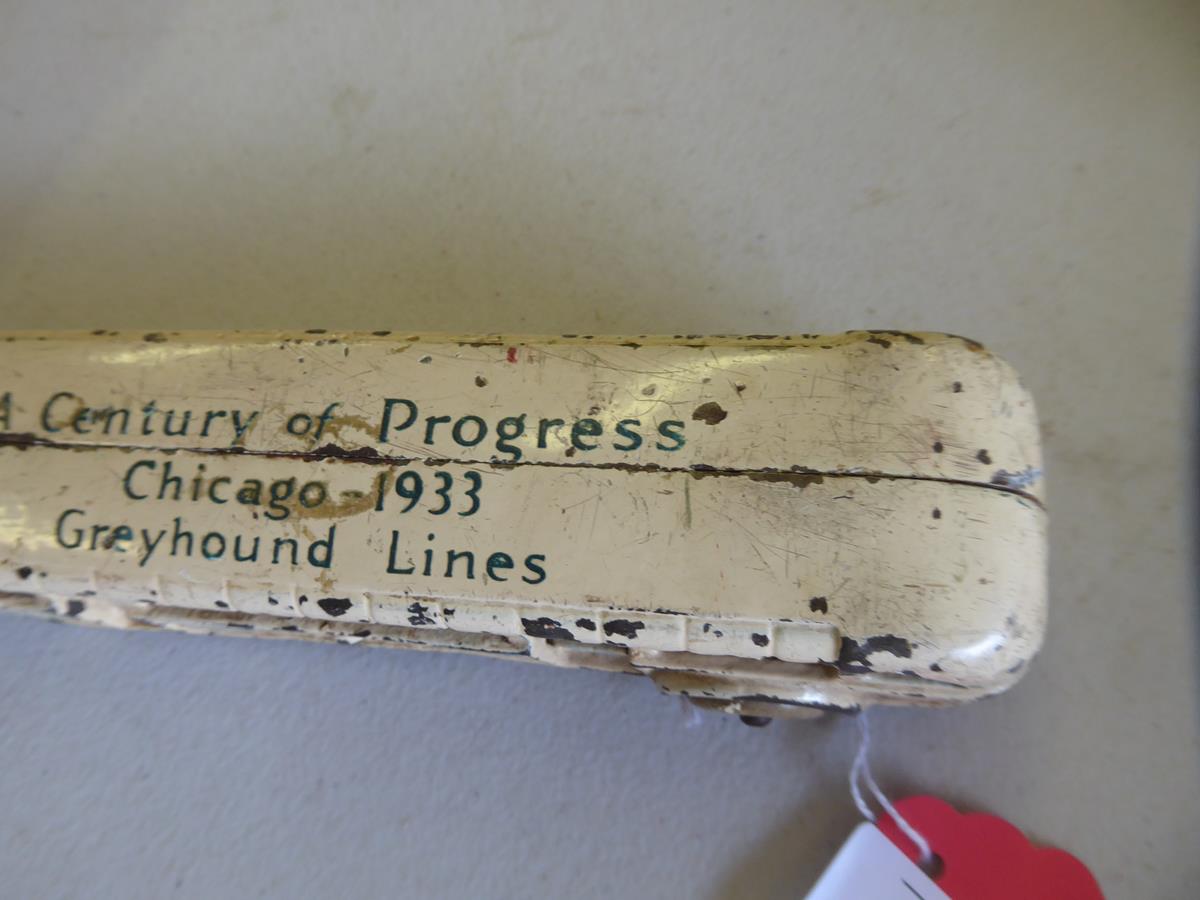 A Century of Progress
Chicago-1933
Greyhound Lines